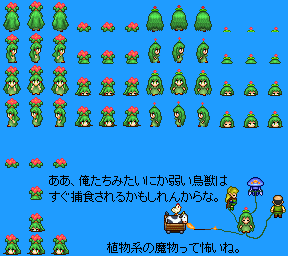 ああ、俺たちみたいにか弱い鳥獣は
すぐ捕食されるかもしれんからな。
植物系の魔物って怖いね。